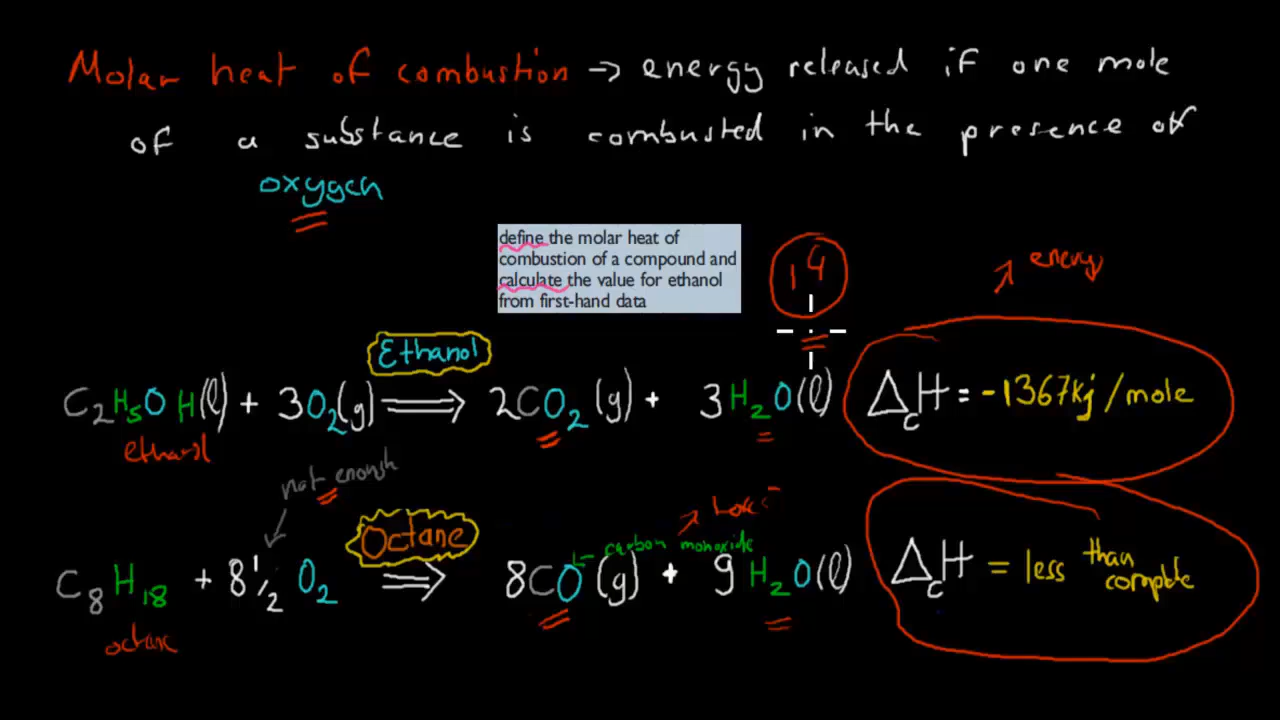 Molar heat of combustion → energy released if one mole
of a substance is combusted in the presence of
oxygen
define the molar heat of
combustion of a compound and
calculate the value for ethanol
from first-hand data
14
energy
Ethanol
C₂H₅OH(l) + 3O₂(g) ⟹ 2CO₂(g) + 3H₂O(l) ΔcH = -1367kj/mole
ethanol
not enough
Octane
carbon monoxide
C₈H₁₈ + 8 1/2 O₂ ⟹ 8CO(g) + 9H₂O(l) ΔcH = less than complete
octane